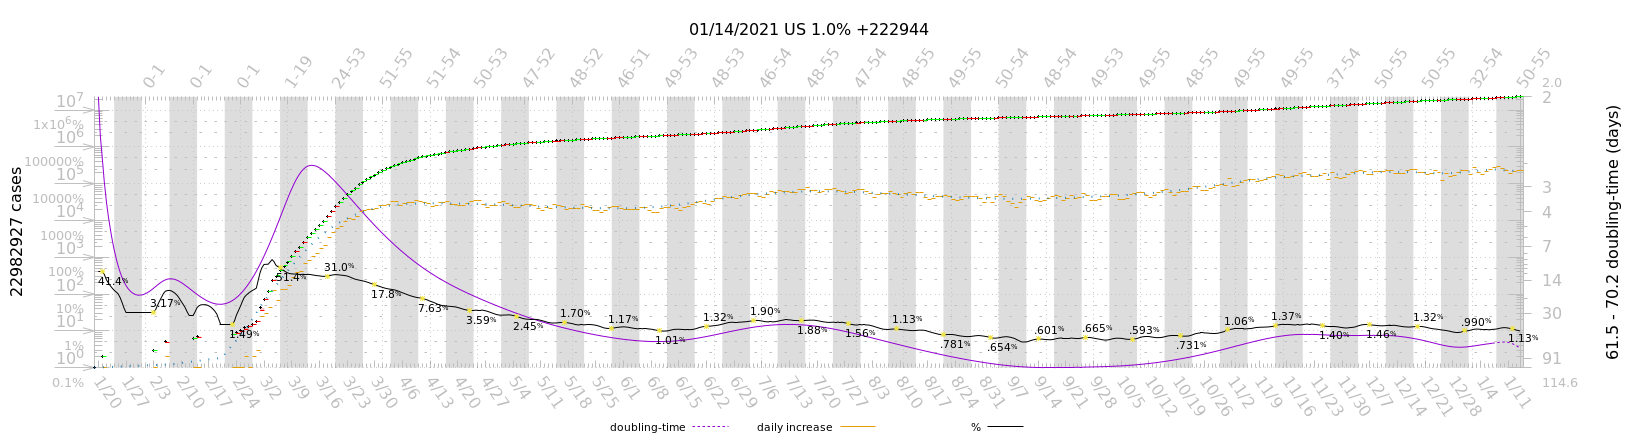 01/14/2021 US 1.0% +222944
0-1 0-1 0-1 1-19 24-53 51-55 51-54 50-53 47-52 48-52 46-51 49-53 48-53 46-54 48-55 47-54 48-55 49-55 50-54 48-54 49-53 49-55 48-55 49-55 49-55 37-54 50-55 50-55 32-54 50-55
2.0
10⁷ 2
1x10⁶%
10⁶
100000%
10⁵ 3
10000%
10⁴ 4
1000%
10³ 7
100%
10² 14
10%
10¹ 30
1%
10⁰ 91
0.1% 114.6
22982927 cases
61.5 - 70.2 doubling-time (days)
41.4% 3.17% 1.49% 51.4% 31.0% 17.8% 7.63% 3.59% 2.45% 1.70% 1.17% 1.01% 1.32% 1.90% 1.88% 1.56% 1.13% .781% .654% .601% .665% .593% .731% 1.06% 1.37% 1.40% 1.46% 1.32% .990% 1.13%
1/20 1/27 2/3 2/10 2/17 2/24 3/2 3/9 3/16 3/23 3/30 4/6 4/13 4/20 4/27 5/4 5/11 5/18 5/25 6/1 6/8 6/15 6/22 6/29 7/6 7/13 7/20 7/27 8/3 8/10 8/17 8/24 8/31 9/7 9/14 9/21 9/28 10/5 10/12 10/19 10/26 11/2 11/9 11/16 11/23 11/30 12/7 12/14 12/21 12/28 1/4 1/11
doubling-time daily increase %